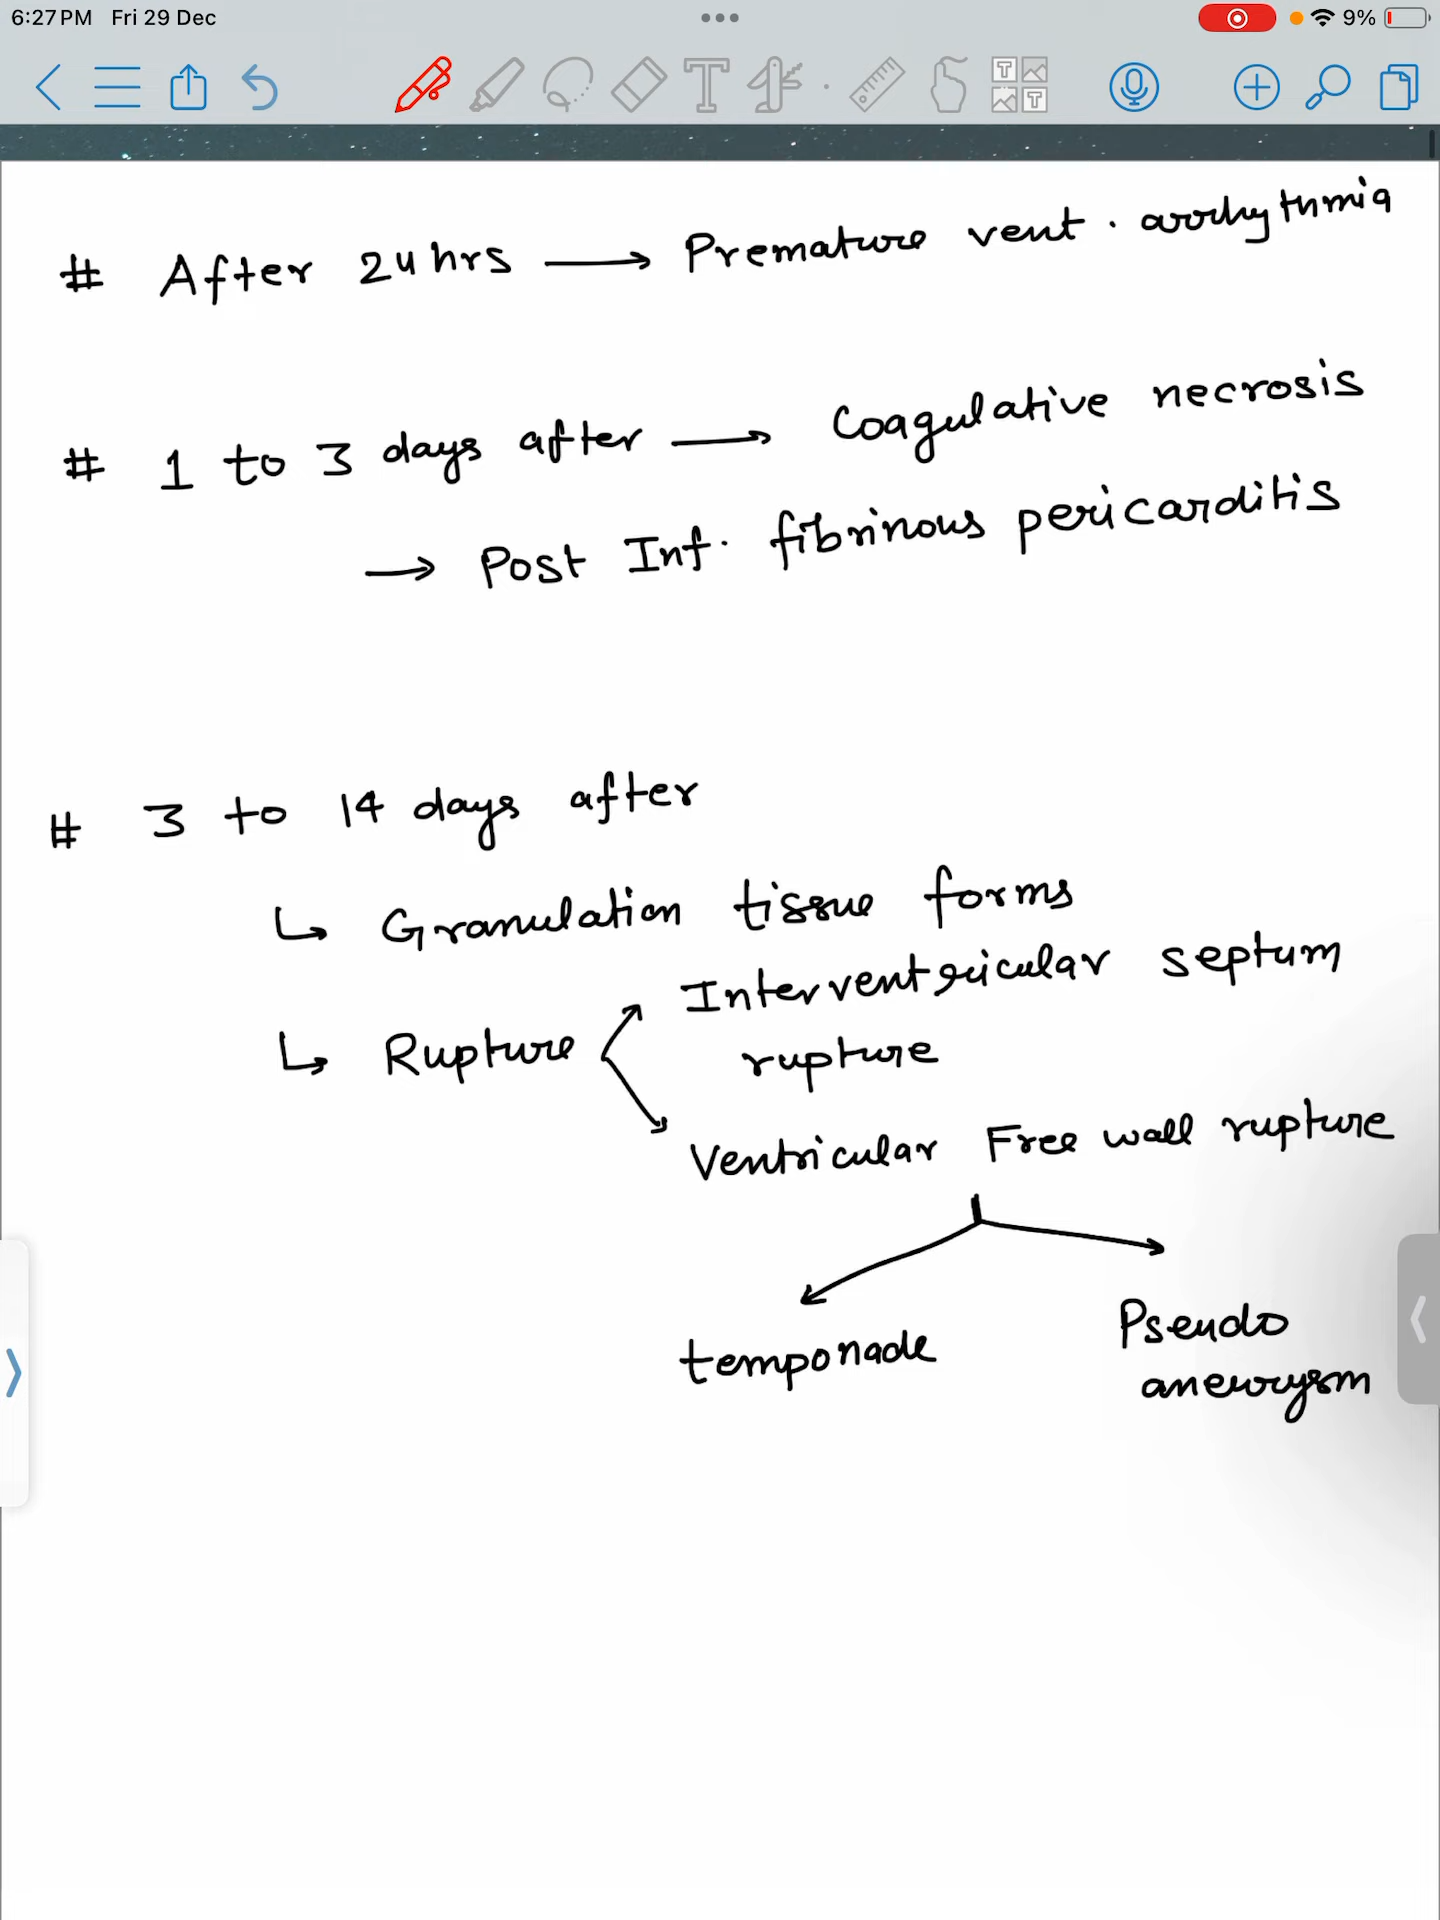 6:27 PM Fri 29 Dec
9%
# After 24hrs → Premature vent. arrhythmia
# 1 to 3 days after → Coagulative necrosis
→ Post Inf. fibrinous pericarditis
# 3 to 14 days after
↳ Granulation tissue forms
↳ Rupture
Interventricular septum
rupture
Ventricular Free wall rupture
temponade
Pseudo
aneurysm